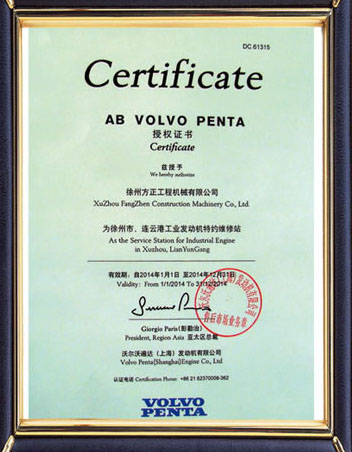 DC.61315
Certificate
AB VOLVO PENTA
授权证书
Certificate
兹授予
We hereby authorize
徐州方正工程机械有限公司
XuZhou FangZhen Construction Machinery Co., Ltd.
为徐州市、连云港工业发动机特约维修站
As the Service Station for Industrial Engine
in Xuzhou, LianYunGang
有效期：自2014年1月1日 至2014年12月31日
Validity: From 1/1/2014 To 31/12/2014
Giorgio Paris(彭勤治)
President, Region Asia 亚太区总裁
沃尔沃遍达（上海）发动机有限公司
Volvo Penta(Shanghai)Engine Co., Ltd
认证电话 Certification Phone: +86 21 62370008-362
VOLVO
PENTA